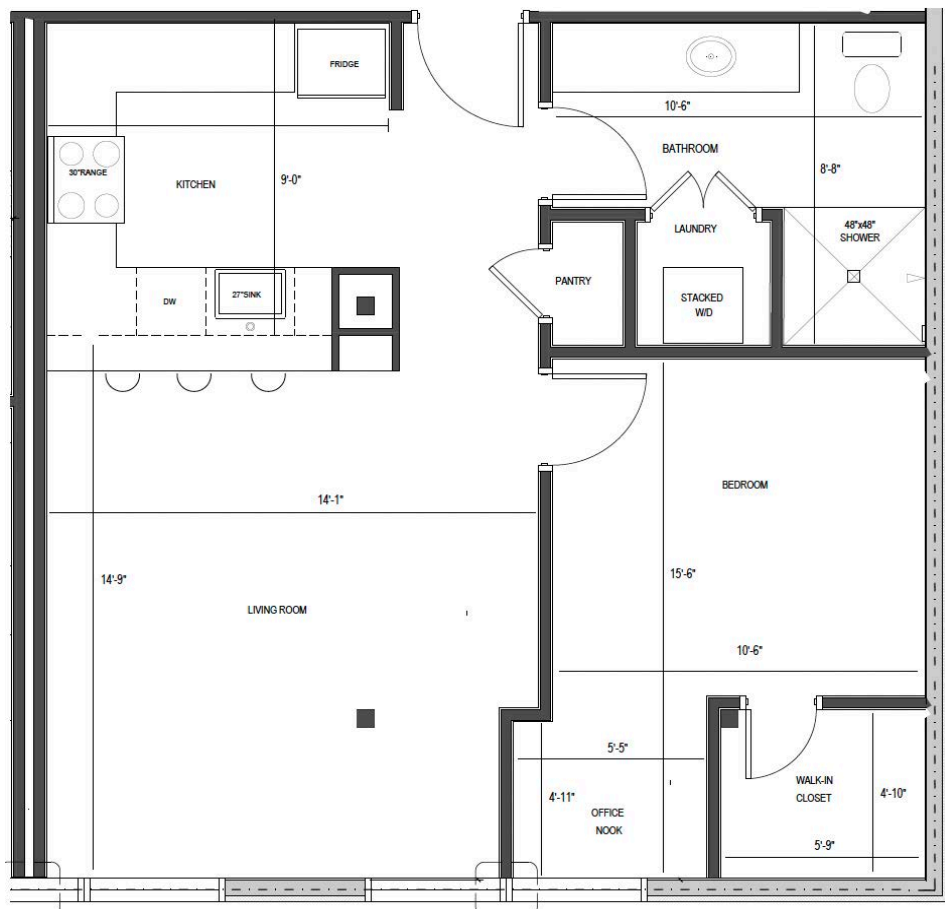 FRIDGE
10'-6"
BATHROOM
8'-8"
30"RANGE
KITCHEN
9'-0"
LAUNDRY
48"x48"
SHOWER
PANTRY
DW
27"SINK
STACKED
W/D
14'-1"
BEDROOM
14'-9"
15'-6"
LIVING ROOM
10'-6"
5'-5"
4'-11"
OFFICE
NOOK
WALK-IN
CLOSET
4'-10"
5'-9"